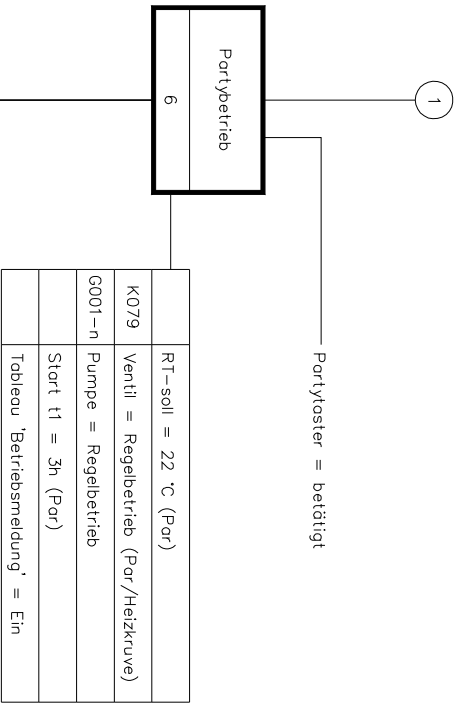 1
Partytaster = betätigt
Partybetrieb
6
RT-soll = 22 °C (Par)
K079 Ventil = Regelbetrieb (Par/Heizkruve)
G001-n Pumpe = Regelbetrieb
Start t1 = 3h (Par)
Tableau 'Betriebsmeldung' = Ein